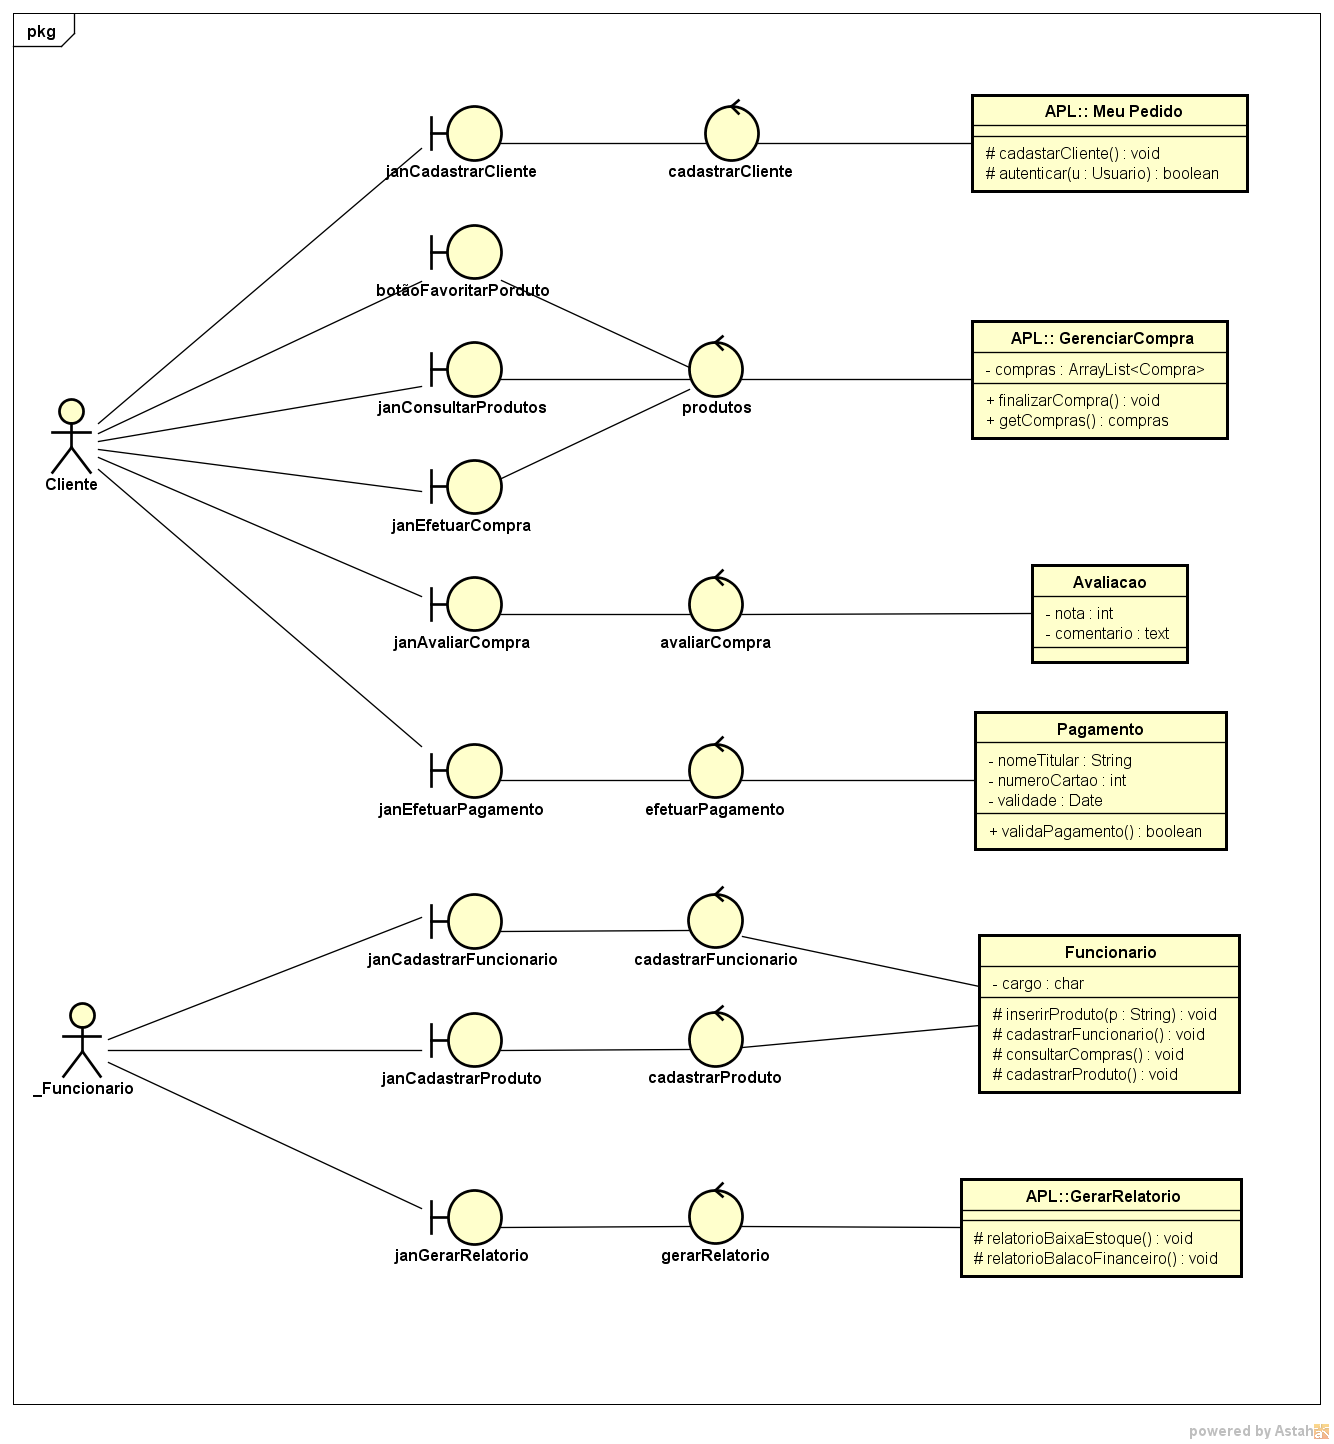 pkg
janCadastrarCliente
cadastrarCliente
APL:: Meu Pedido
# cadastarCliente() : void
# autenticar(u : Usuario) : boolean
botãoFavoritarPorduto
janConsultarProdutos
produtos
APL:: GerenciarCompra
- compras : ArrayList<Compra>
+ finalizarCompra() : void
+ getCompras() : compras
Cliente
janEfetuarCompra
janAvaliarCompra
avaliarCompra
Avaliacao
- nota : int
- comentario : text
janEfetuarPagamento
efetuarPagamento
Pagamento
- nomeTitular : String
- numeroCartao : int
- validade : Date
+ validaPagamento() : boolean
janCadastrarFuncionario
cadastrarFuncionario
Funcionario
- cargo : char
# inserirProduto(p : String) : void
# cadastrarFuncionario() : void
# consultarCompras() : void
# cadastrarProduto() : void
_Funcionario
janCadastrarProduto
cadastrarProduto
janGerarRelatorio
gerarRelatorio
APL::GerarRelatorio
# relatorioBaixaEstoque() : void
# relatorioBalacoFinanceiro() : void
powered by Astah